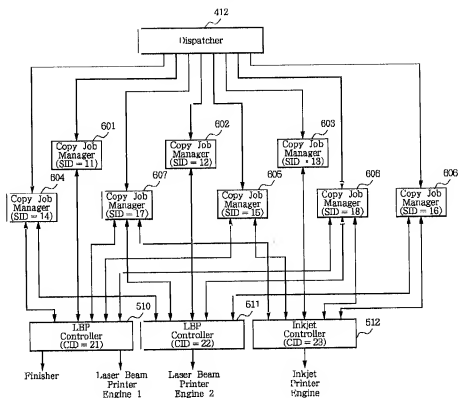 412
Dispatcher
601
Copy Job
Manager
(SID = 11)
602
Copy Job
Manager
(SID = 12)
603
Copy Job
Manager
(SID = 13)
604
Copy Job
Manager
(SID = 14)
607
Copy Job
Manager
(SID = 17)
605
Copy Job
Manager
(SID = 15)
608
Copy Job
Manager
(SID = 18)
606
Copy Job
Manager
(SID = 16)
510
LBP
Controller
(CID = 21)
511
LBP
Controller
(CID = 22)
512
Inkjet
Controller
(CID = 23)
Finisher
Laser Beam
Printer
Engine 1
Laser Beam
Printer
Engine 2
Inkjet
Printer
Engine